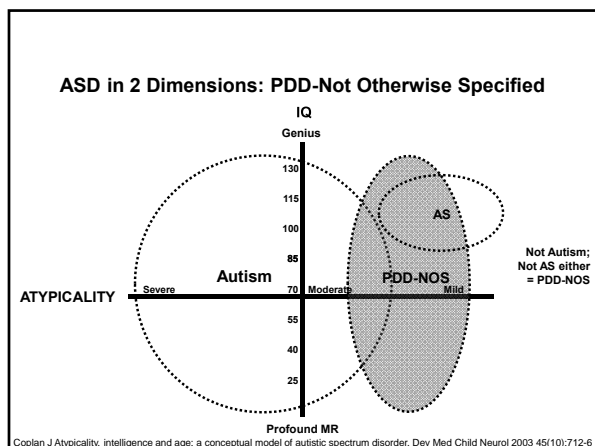 ASD in 2 Dimensions: PDD-Not Otherwise Specified
IQ
Genius
130
115
AS
100
Not Autism;
Not AS either
= PDD-NOS
85
Autism
PDD-NOS
ATYPICALITY
Severe
70
Moderate
Mild
55
40
25
Profound MR
Coplan J Atypicality, intelligence and age: a conceptual model of autistic spectrum disorder. Dev Med Child Neurol 2003 45(10):712-6